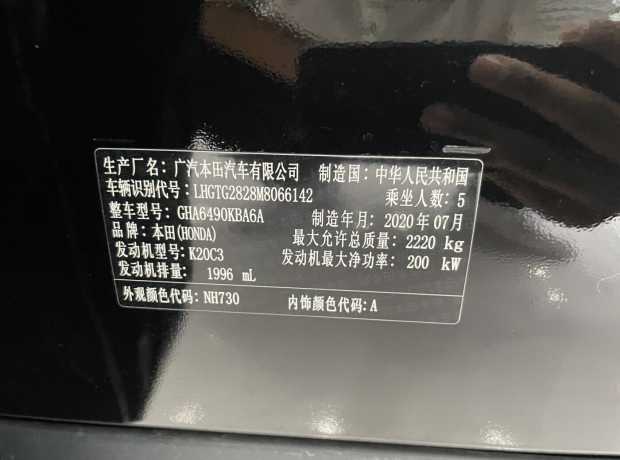 生产厂名：广汽本田汽车有限公司 制造国：中华人民共和国
车辆识别代号：LHGTG2828M8066142 乘坐人数：5
整车型号：GHA6490KBA6A 制造年月：2020年07月
品牌：本田(HONDA) 最大允许总质量：2220 kg
发动机型号：K20C3 发动机最大净功率：200 kW
发动机排量：1996 mL
外观颜色代码：NH730 内饰颜色代码：A